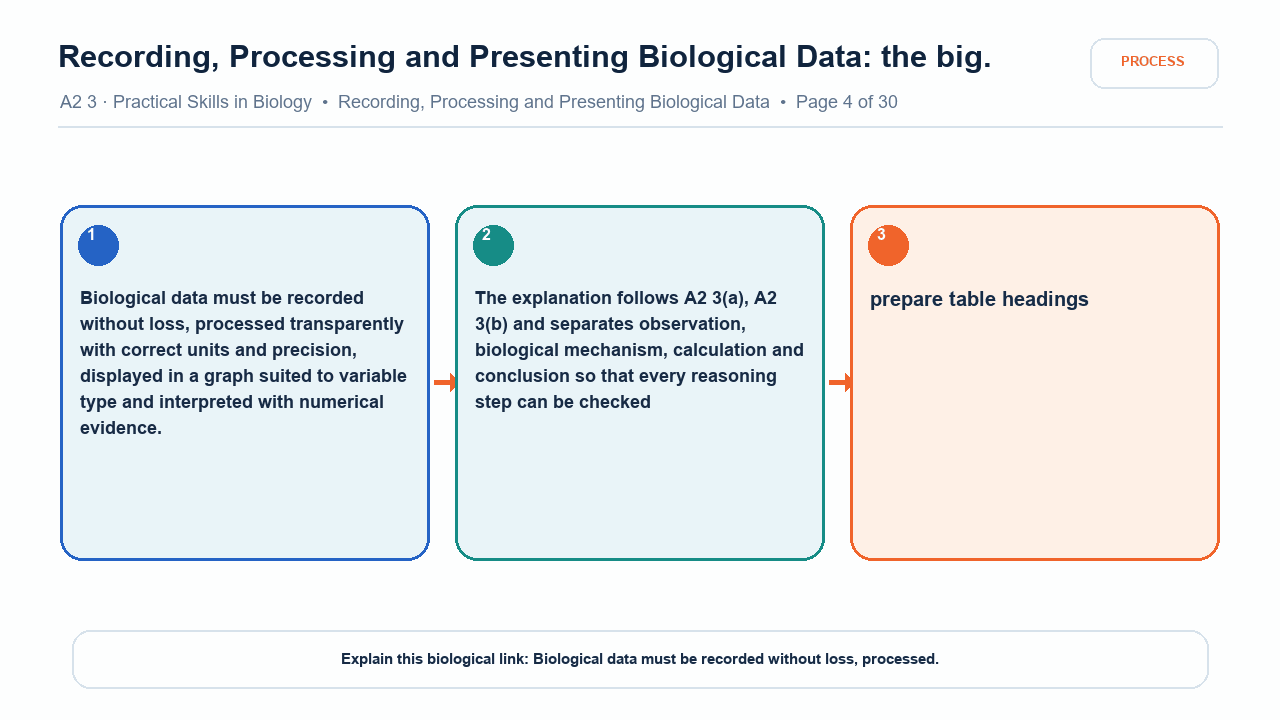 Recording, Processing and Presenting Biological Data: the big.
PROCESS
A2 3 · Practical Skills in Biology • Recording, Processing and Presenting Biological Data • Page 4 of 30
1
Biological data must be recorded
without loss, processed transparently
with correct units and precision,
displayed in a graph suited to variable
type and interpreted with numerical
evidence.
2
The explanation follows A2 3(a), A2
3(b) and separates observation,
biological mechanism, calculation and
conclusion so that every reasoning
step can be checked
3
prepare table headings
Explain this biological link: Biological data must be recorded without loss, processed.